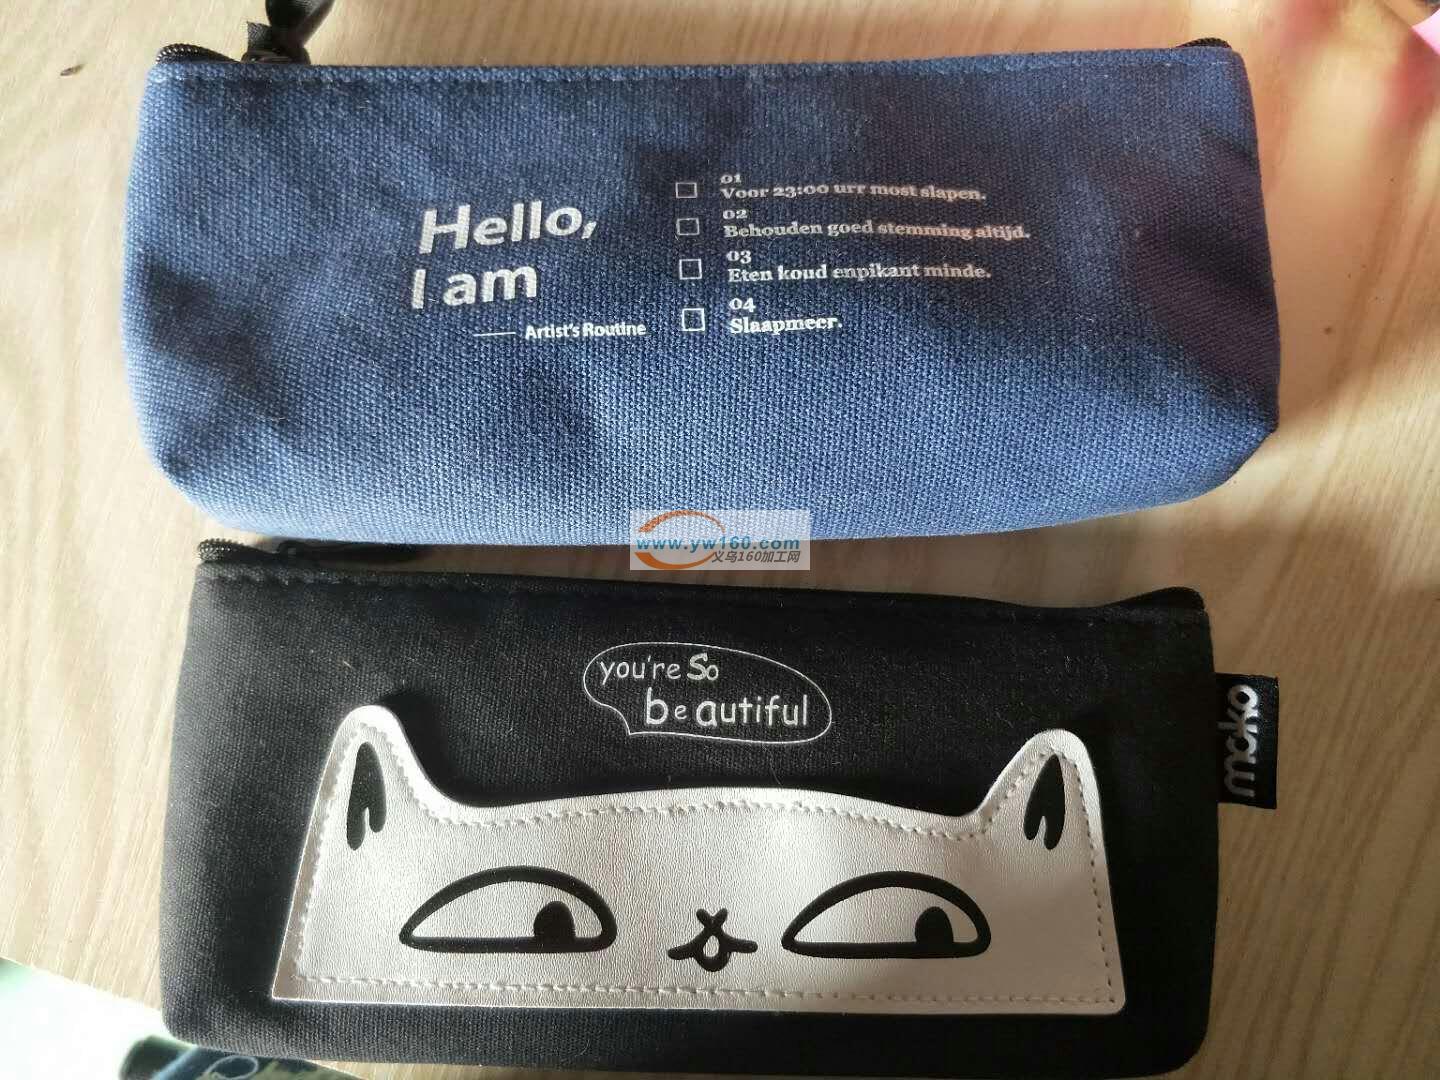 Hello,
I am
Artist's Routine
01
Voor 23:00 urr most slapen.
02
Behouden goed stemming altijd.
03
Eten koud enpikant minde.
04
Slaapmeer.
www.yw160.com
义乌160加工网
you're So
beautiful
moko